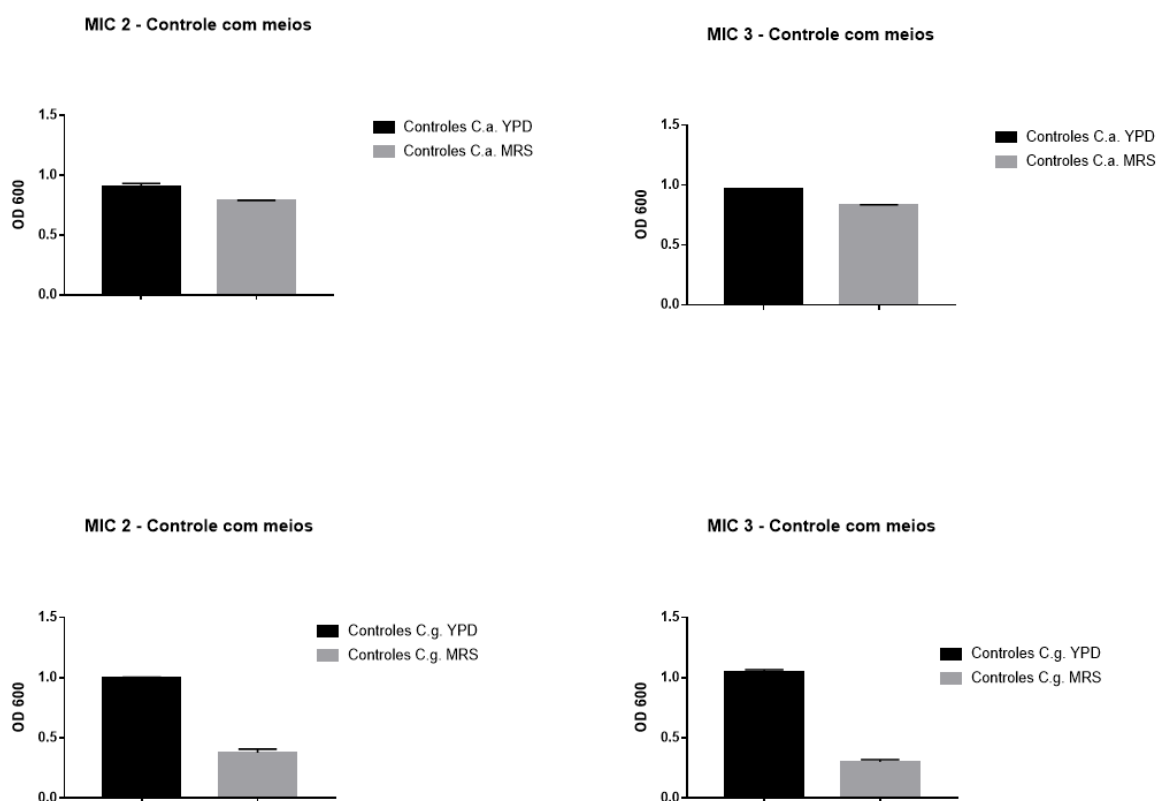 MIC 2 - Controle com meios
1.5
1.0
0.5
0.0
OD 600
Controles C.a. YPD
Controles C.a. MRS
MIC 3 - Controle com meios
1.5
1.0
0.5
0.0
OD 600
Controles C.a. YPD
Controles C.a. MRS
MIC 2 - Controle com meios
1.5
1.0
0.5
0.0
OD 600
Controles C.g. YPD
Controles C.g. MRS
MIC 3 - Controle com meios
1.5
1.0
0.5
0.0
OD 600
Controles C.g. YPD
Controles C.g. MRS